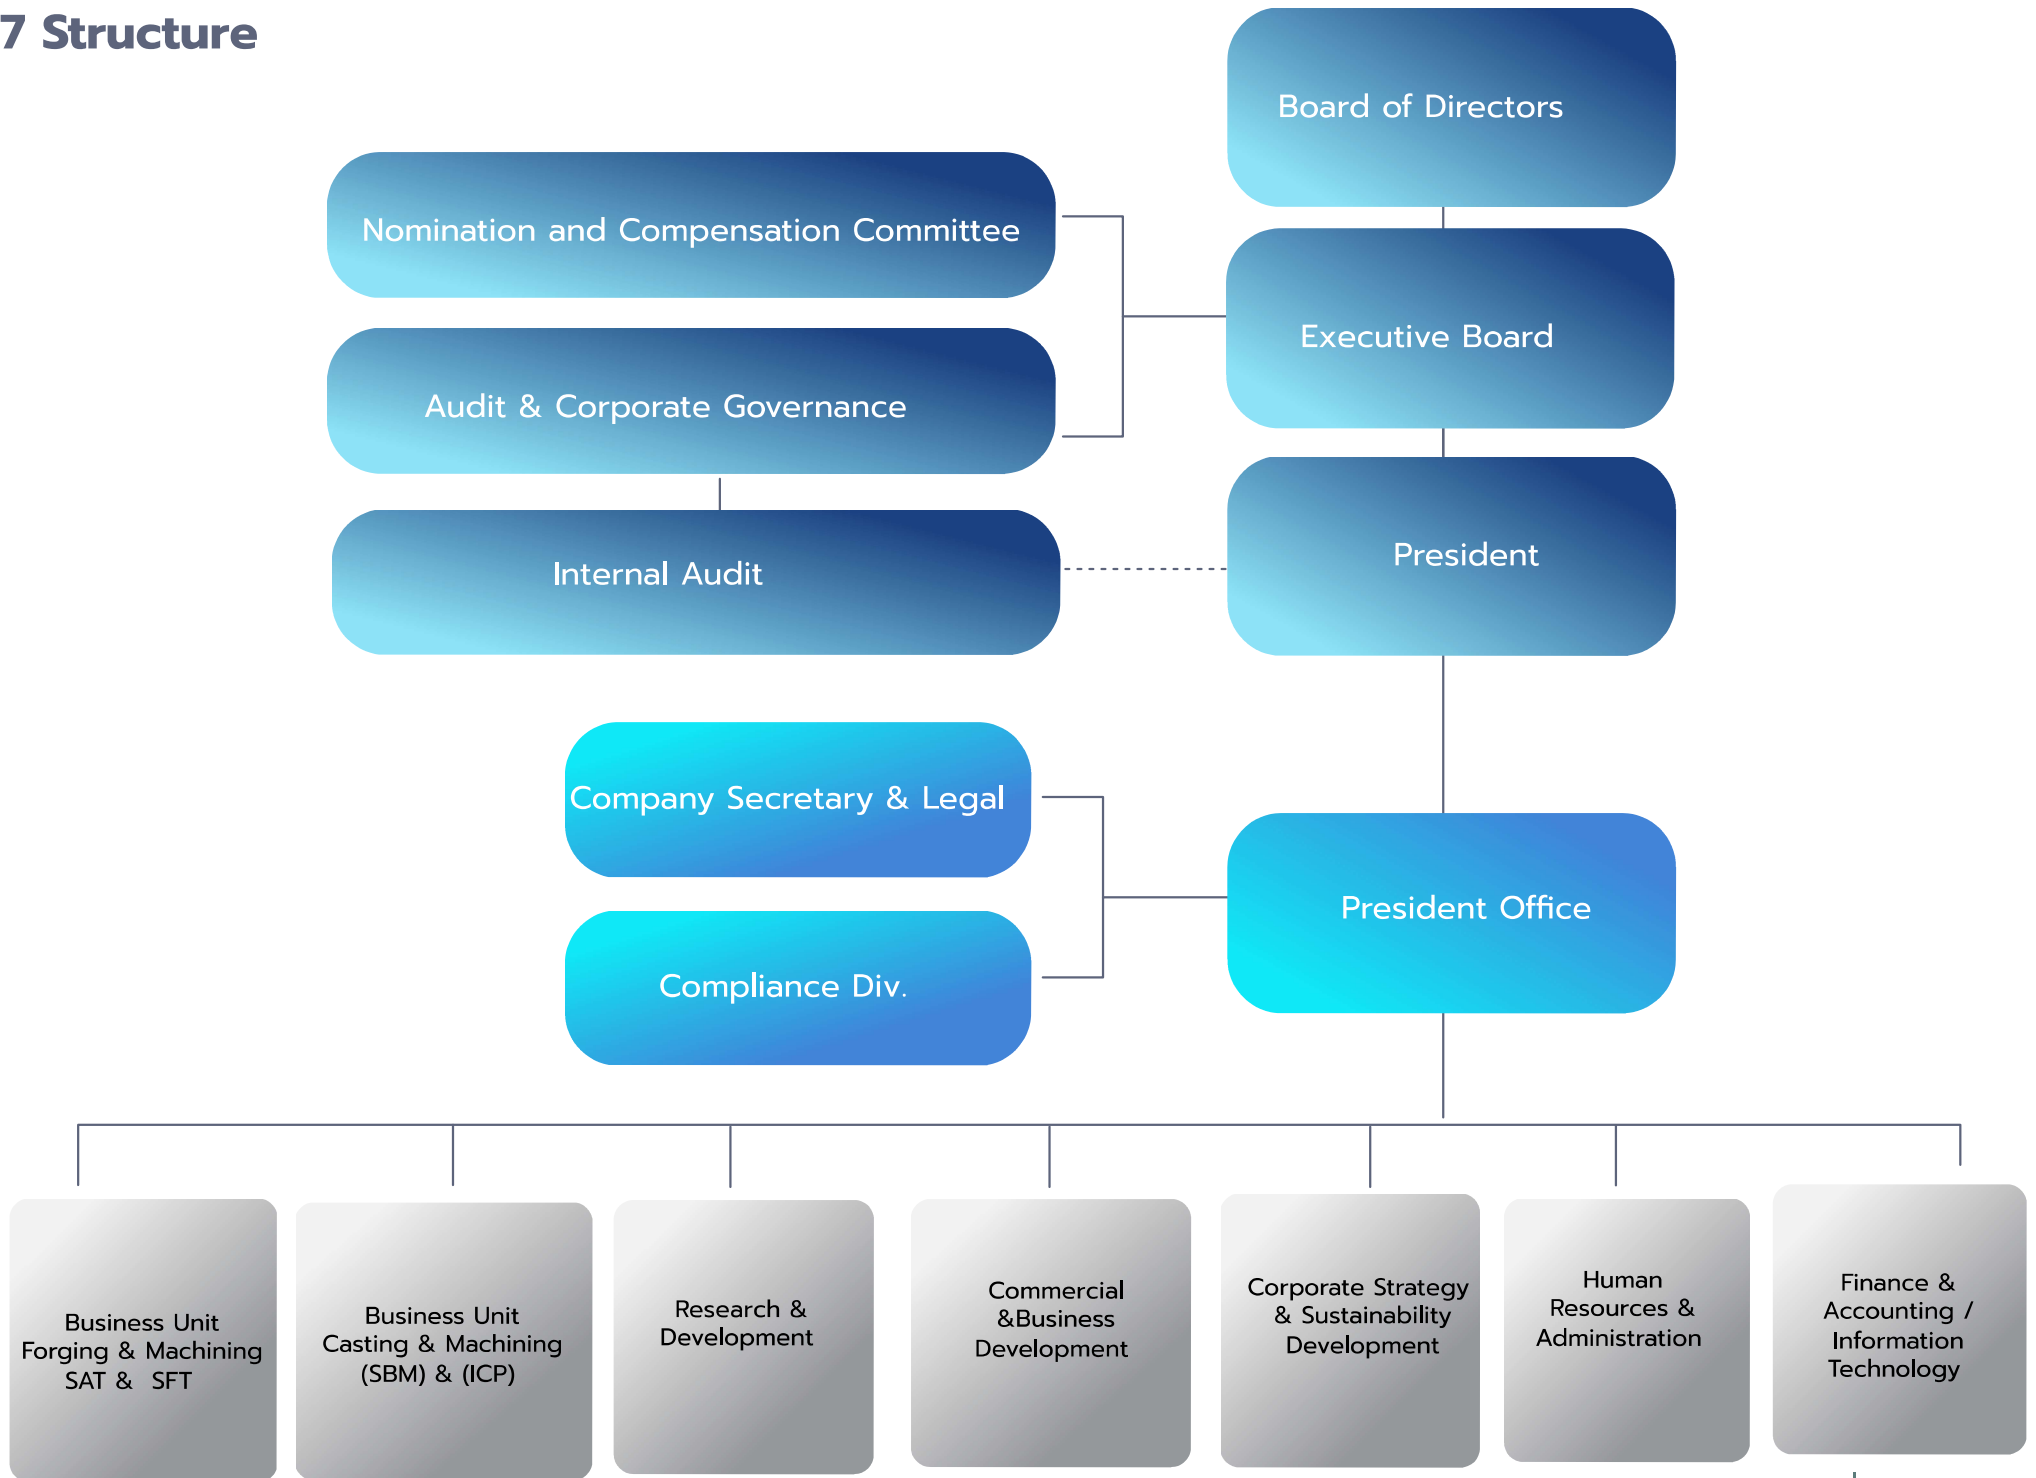 7 Structure
Board of Directors
Nomination and Compensation Committee
Executive Board
Audit & Corporate Governance
President
Internal Audit
Company Secretary & Legal
President Office
Compliance Div.
Business Unit
Forging & Machining
SAT & SFT
Business Unit
Casting & Machining
(SBM) & (ICP)
Research &
Development
Commercial
&Business
Development
Corporate Strategy
& Sustainability
Development
Human
Resources &
Administration
Finance &
Accounting /
Information
Technology